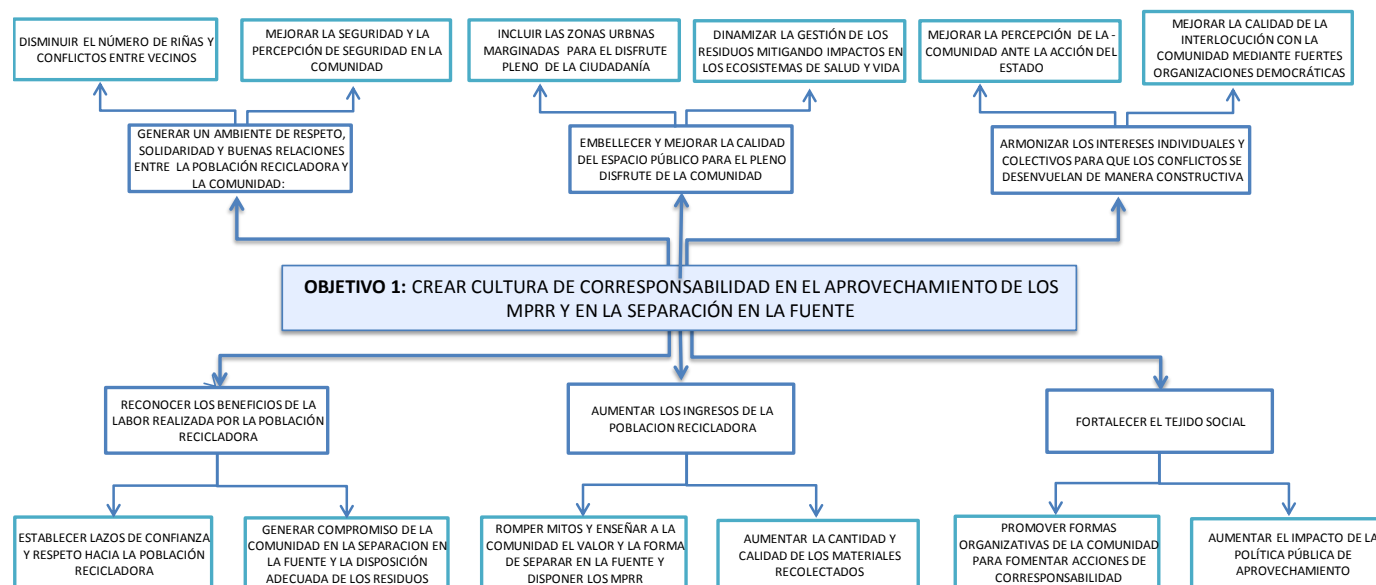 DISMINUIR EL NÚMERO DE RIÑAS Y
CONFLICTOS ENTRE VECINOS
MEJORAR LA SEGURIDAD Y LA
PERCEPCIÓN DE SEGURIDAD EN LA
COMUNIDAD
INCLUIR LAS ZONAS URBNAS
MARGINADAS PARA EL DISFRUTE
PLENO DE LA CIUDADANÍA
DINAMIZAR LA GESTIÓN DE LOS
RESIDUOS MITIGANDO IMPACTOS EN
LOS ECOSISTEMAS DE SALUD Y VIDA
MEJORAR LA PERCEPCIÓN DE LA -
COMUNIDAD ANTE LA ACCIÓN DEL
ESTADO
MEJORAR LA CALIDAD DE LA
INTERLOCUCIÓN CON LA
COMUNIDAD MEDIANTE FUERTES
ORGANIZACIONES DEMOCRÁTICAS
GENERAR UN AMBIENTE DE RESPETO,
SOLIDARIDAD Y BUENAS RELACIONES
ENTRE LA POBLACIÓN RECICLADORA Y
LA COMUNIDAD:
EMBELLECER Y MEJORAR LA CALIDAD
DEL ESPACIO PÚBLICO PARA EL PLENO
DISFRUTE DE LA COMUNIDAD
ARMONIZAR LOS INTERESES INDIVIDUALES Y
COLECTIVOS PARA QUE LOS CONFLICTOS SE
DESENVUELAN DE MANERA CONSTRUCTIVA
OBJETIVO 1: CREAR CULTURA DE CORRESPONSABILIDAD EN EL APROVECHAMIENTO DE LOS
MPRR Y EN LA SEPARACIÓN EN LA FUENTE
RECONOCER LOS BENEFICIOS DE LA
LABOR REALIZADA POR LA POBLACIÓN
RECICLADORA
AUMENTAR LOS INGRESOS DE LA
POBLACION RECICLADORA
FORTALECER EL TEJIDO SOCIAL
ESTABLECER LAZOS DE CONFIANZA
Y RESPETO HACIA LA POBLACIÓN
RECICLADORA
GENERAR COMPROMISO DE LA
COMUNIDAD EN LA SEPARACION EN
LA FUENTE Y LA DISPOSICIÓN
ADECUADA DE LOS RESIDUOS
ROMPER MITOS Y ENSEÑAR A LA
COMUNIDAD EL VALOR Y LA FORMA
DE SEPARAR EN LA FUENTE Y
DISPONER LOS MPRR
AUMENTAR LA CANTIDAD Y
CALIDAD DE LOS MATERIALES
RECOLECTADOS
PROMOVER FORMAS
ORGANIZATIVAS DE LA COMUNIDAD
PARA FOMENTAR ACCIONES DE
CORRESPONSABILIDAD
AUMENTAR EL IMPACTO DE LA
POLÍTICA PÚBLICA DE
APROVECHAMIENTO